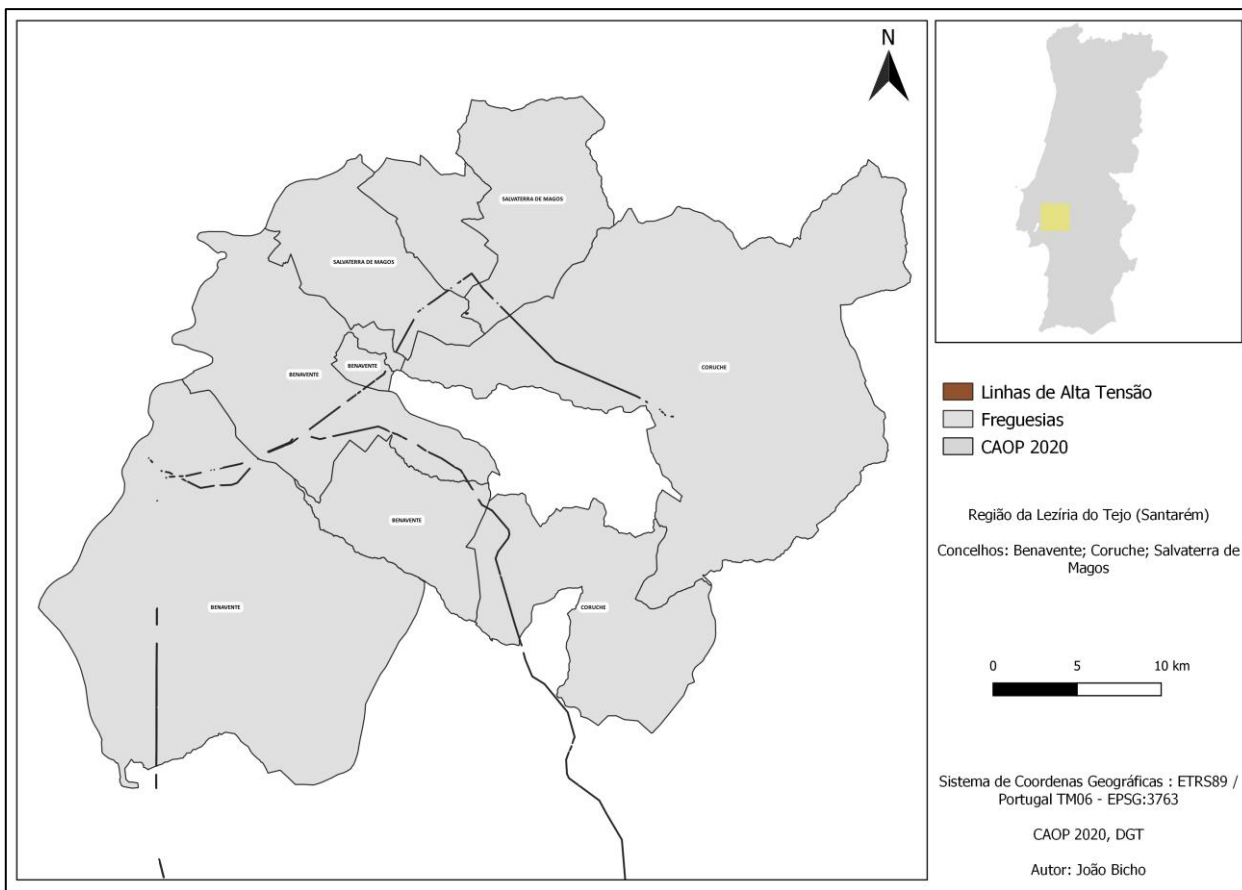 N
SALVATERRA DE MAGOS
SALVATERRA DE MAGOS
BENAVENTE
BENAVENTE
CORUCHE
BENAVENTE
BENAVENTE
CORUCHE
Linhas de Alta Tensão
Freguesias
CAOP 2020
Região da Lezíria do Tejo (Santarém)
Concelhos: Benavente; Coruche; Salvaterra de
Magos
0 5 10 km
Sistema de Coordenas Geográficas : ETRS89 /
Portugal TM06 - EPSG:3763
CAOP 2020, DGT
Autor: João Bicho